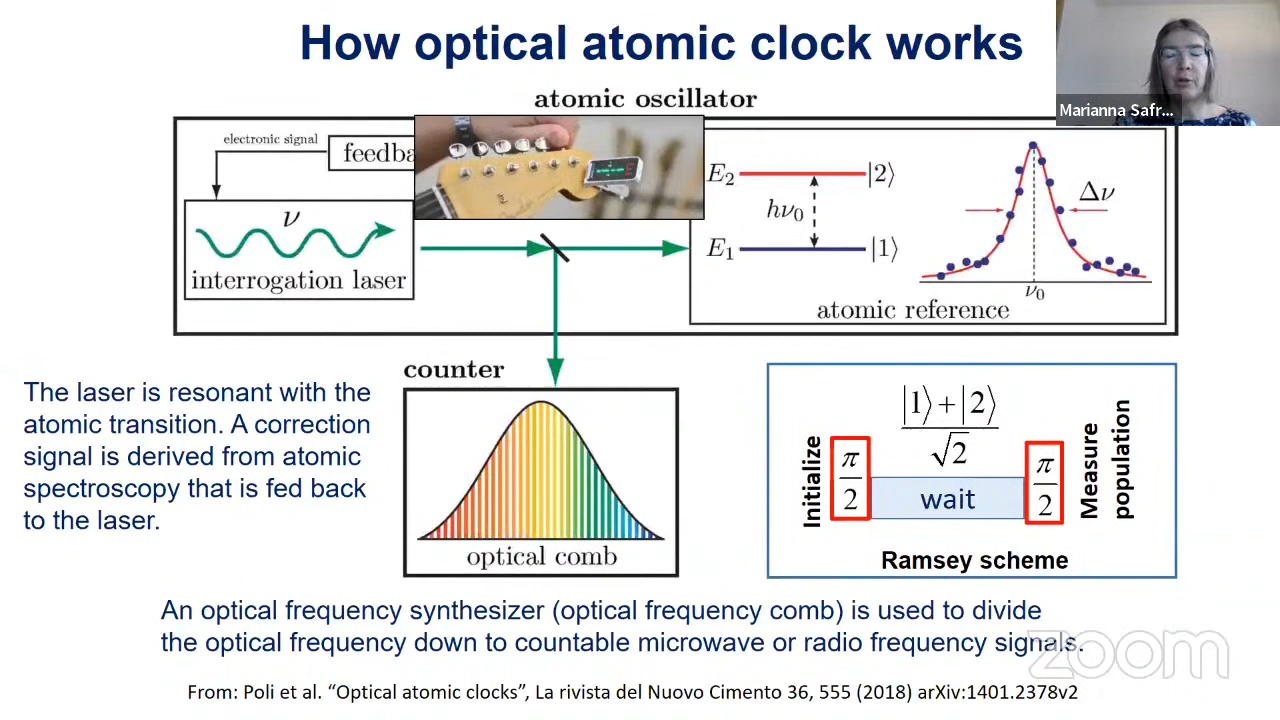 How optical atomic clock works
Marianna Safr...
atomic oscillator
electronic signal
feedba
ν
interrogation laser
E₂ |2⟩
hν₀
E₁ |1⟩
Δν
ν₀
atomic reference
The laser is resonant with the
atomic transition. A correction
signal is derived from atomic
spectroscopy that is fed back
to the laser.
counter
optical comb
Initialize
π/2
|1⟩+|2⟩
√2
wait
π/2
Measure
population
Ramsey scheme
An optical frequency synthesizer (optical frequency comb) is used to divide
the optical frequency down to countable microwave or radio frequency signals.
zoom
From: Poli et al. “Optical atomic clocks”, La rivista del Nuovo Cimento 36, 555 (2018) arXiv:1401.2378v2